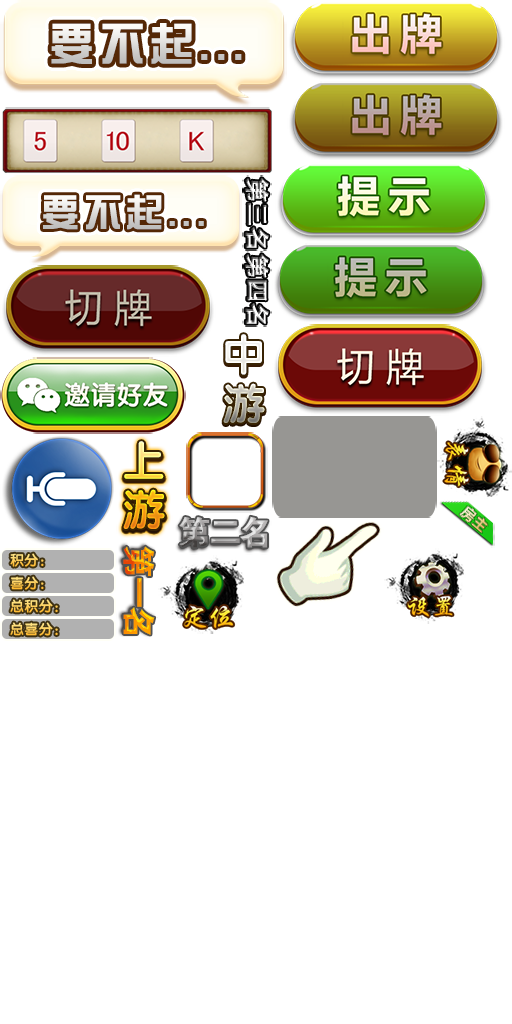 要不起...
出牌
出牌
5 10 K
要不起...
第三名
第四名
提示
提示
切牌
切牌
中游
邀请好友
上游
第二名
第一名
表情
房主
积分:
喜分:
总积分:
总喜分:
定位
设置